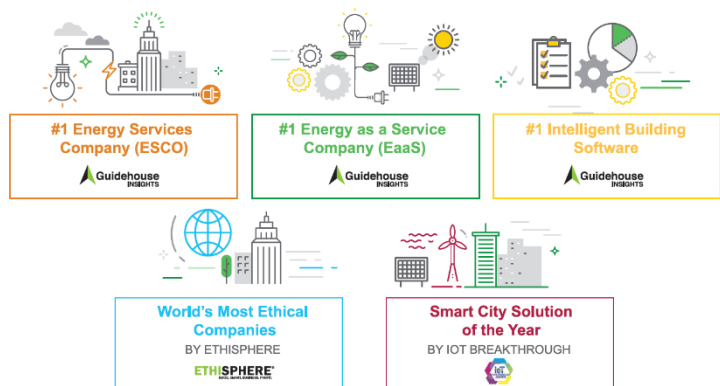 #1 Energy Services
Company (ESCO)
Guidehouse
INSIGHTS
#1 Energy as a Service
Company (EaaS)
Guidehouse
INSIGHTS
#1 Intelligent Building
Software
Guidehouse
INSIGHTS
World's Most Ethical
Companies
BY ETHISPHERE
ETHISPHERE®
Smart City Solution
of the Year
BY IOT BREAKTHROUGH
IoT